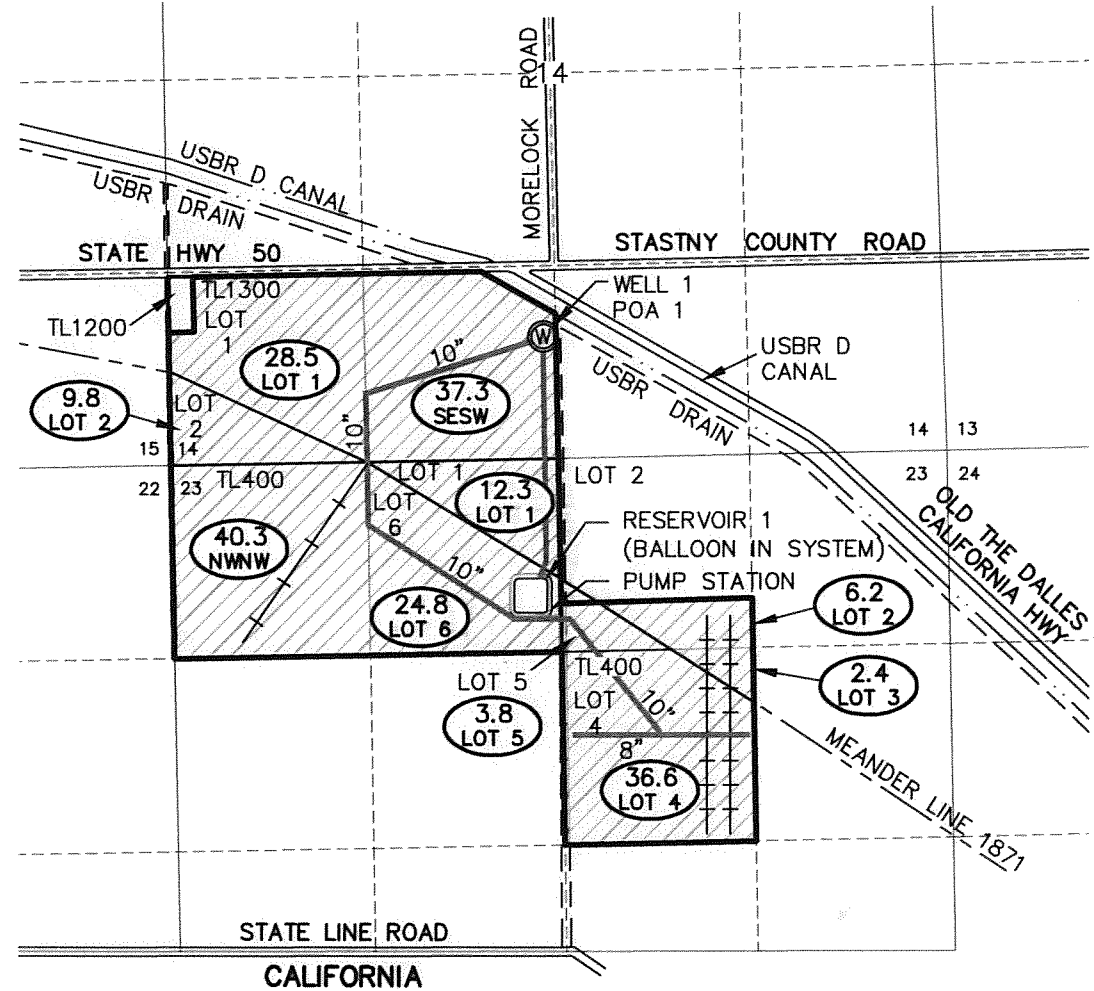 MORELOCK ROAD
14
USBR D CANAL
USBR DRAIN
STATE HWY 50
STASTNY COUNTY ROAD
TL1300
LOT
1
TL1200
WELL 1
POA 1
W
10"
28.5
LOT 1
37.3
SESW
USBR D
CANAL
USBR DRAIN
9.8
LOT 2
LOT
2
10"
15 14
22 23
14 13
23 24
TL400
LOT 1
LOT 2
12.3
LOT 1
LOT
6
OLD THE DALLES
CALIFORNIA HWY
40.3
NWNW
RESERVOIR 1
(BALLOON IN SYSTEM)
10"
PUMP STATION
24.8
LOT 6
6.2
LOT 2
TL400
2.4
LOT 3
LOT 5
3.8
LOT 5
LOT
4
10"
8"
36.6
LOT 4
MEANDER LINE 1871
STATE LINE ROAD
CALIFORNIA